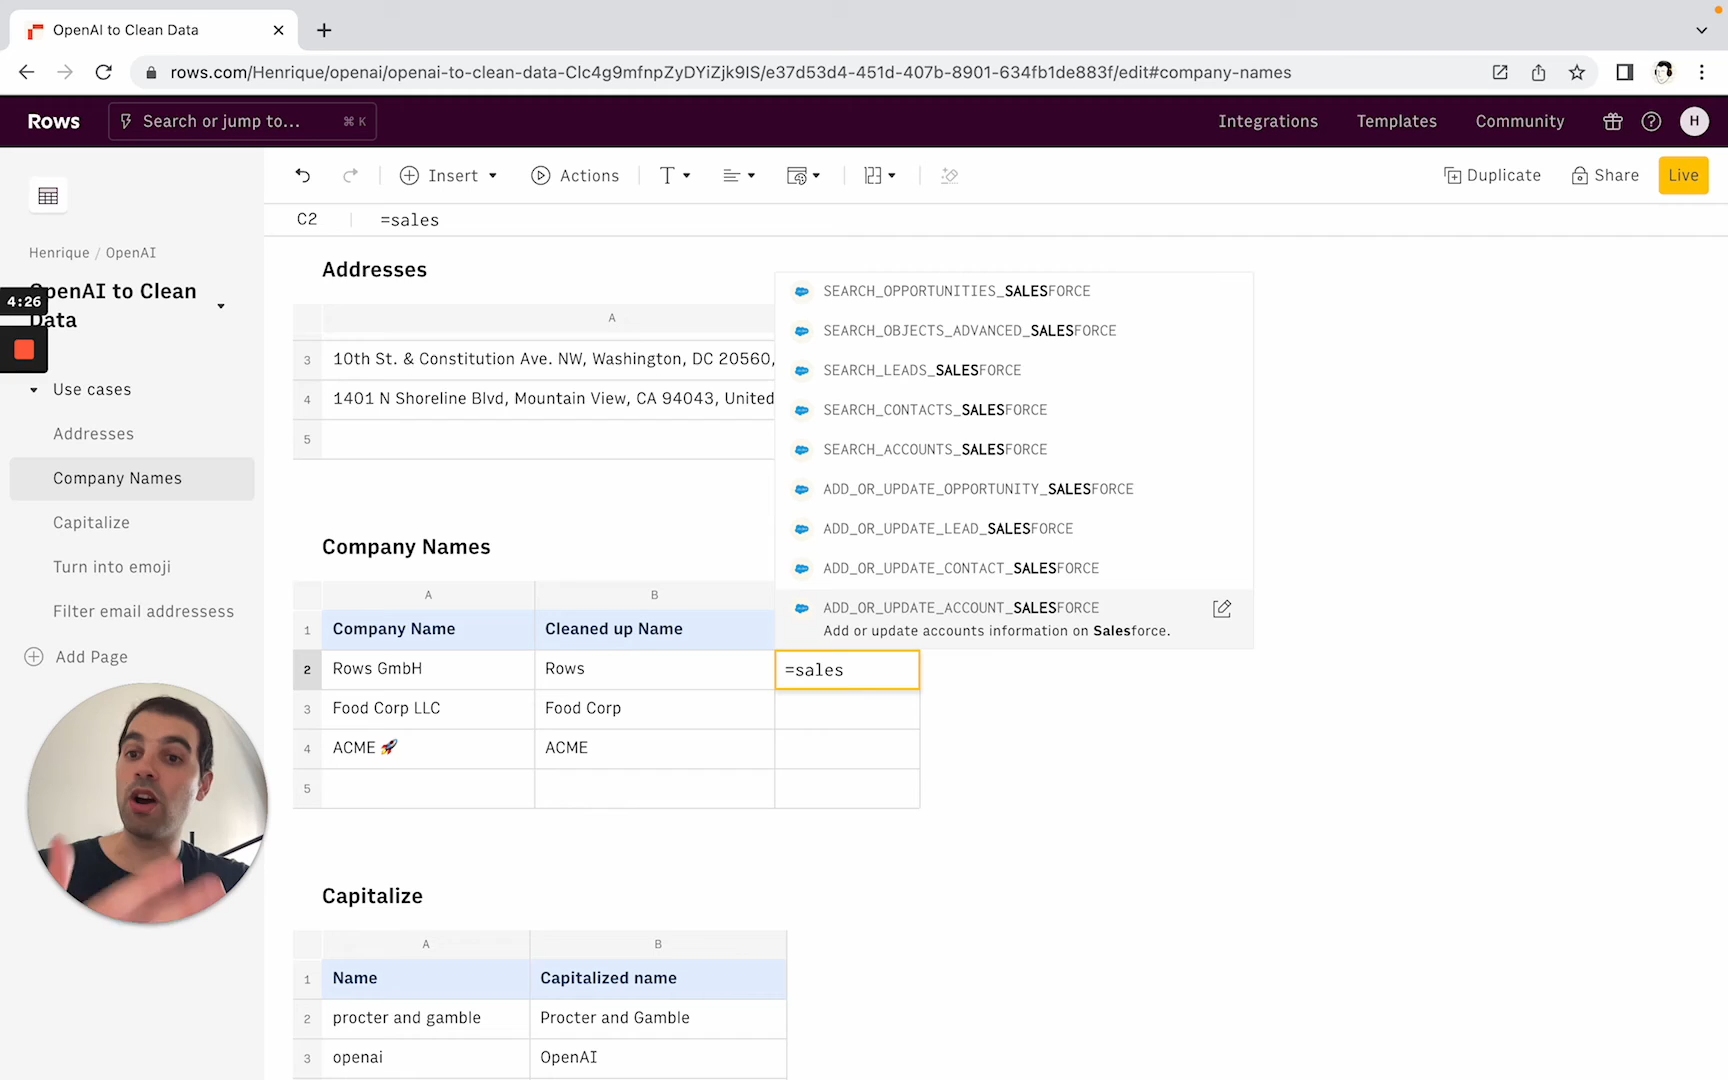 OpenAI to Clean Data
rows.com/Henrique/openai/openai-to-clean-data-Clc4g9mfnpZyDYiZjk9IS/e37d53d4-451d-407b-8901-634fb1de883f/edit#company-names
Rows
Search or jump to...
⌘ K
Integrations
Templates
Community
H
Insert
Actions
Duplicate
Share
Live
C2
=sales
Henrique / OpenAI
OpenAI to Clean
Data
4:26
Use cases
Addresses
Company Names
Capitalize
Turn into emoji
Filter email addressess
Add Page
Addresses
A
3 10th St. & Constitution Ave. NW, Washington, DC 20560,
4 1401 N Shoreline Blvd, Mountain View, CA 94043, United
5
SEARCH_OPPORTUNITIES_SALESFORCE
SEARCH_OBJECTS_ADVANCED_SALESFORCE
SEARCH_LEADS_SALESFORCE
SEARCH_CONTACTS_SALESFORCE
SEARCH_ACCOUNTS_SALESFORCE
ADD_OR_UPDATE_OPPORTUNITY_SALESFORCE
ADD_OR_UPDATE_LEAD_SALESFORCE
ADD_OR_UPDATE_CONTACT_SALESFORCE
ADD_OR_UPDATE_ACCOUNT_SALESFORCE
Add or update accounts information on Salesforce.
Company Names
A B
1 Company Name Cleaned up Name
2 Rows GmbH Rows =sales
3 Food Corp LLC Food Corp
4 ACME 🚀 ACME
5
Capitalize
A B
1 Name Capitalized name
2 procter and gamble Procter and Gamble
3 openai OpenAI